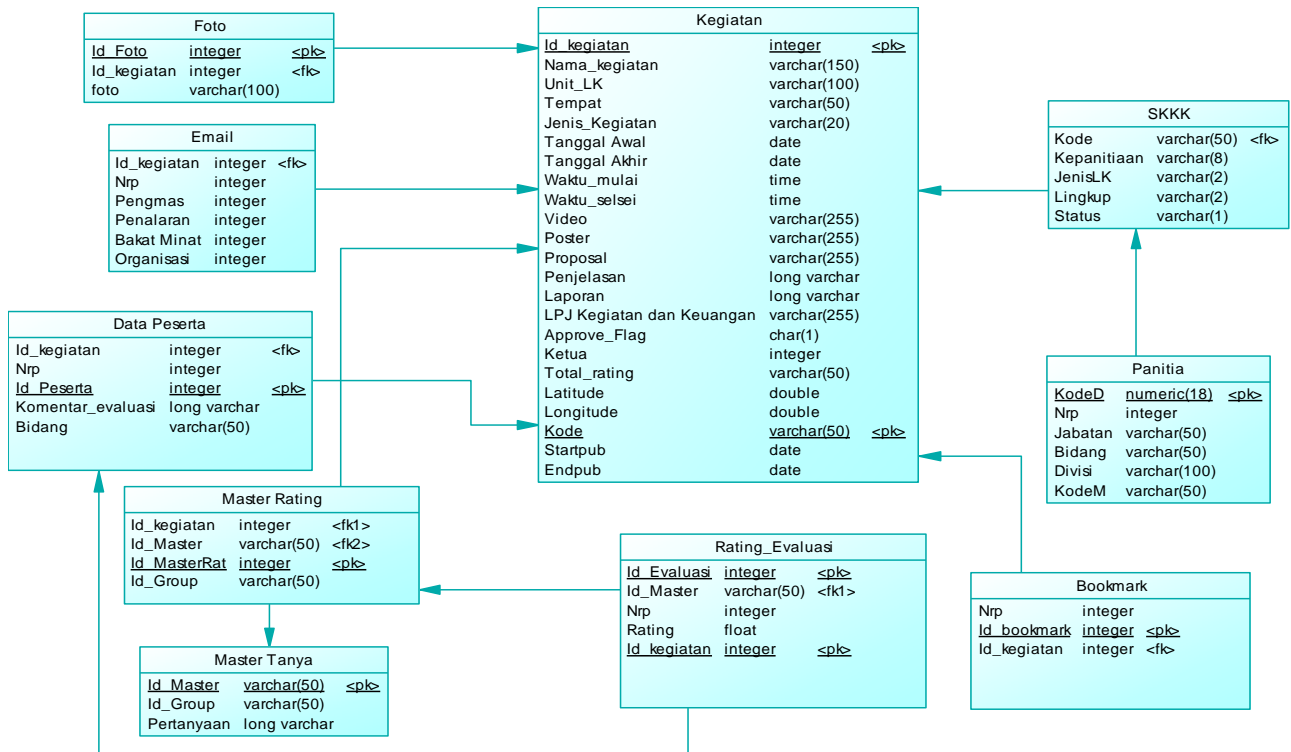 Foto
Id_Foto integer <pk>
Id_kegiatan integer <fk>
foto varchar(100)
Email
Id_kegiatan integer <fk>
Nrp integer
Pengmas integer
Penalaran integer
Bakat Minat integer
Organisasi integer
Kegiatan
Id_kegiatan integer <pk>
Nama_kegiatan varchar(150)
Unit_LK varchar(100)
Tempat varchar(50)
Jenis_Kegiatan varchar(20)
Tanggal Awal date
Tanggal Akhir date
Waktu_mulai time
Waktu_selsei time
Video varchar(255)
Poster varchar(255)
Proposal varchar(255)
Penjelasan long varchar
Laporan long varchar
LPJ Kegiatan dan Keuangan varchar(255)
Approve_Flag char(1)
Ketua integer
Total_rating varchar(50)
Latitude double
Longitude double
Kode varchar(50) <pk>
Startpub date
Endpub date
SKKK
Kode varchar(50) <fk>
Kepanitiaan varchar(8)
JenisLK varchar(2)
Lingkup varchar(2)
Status varchar(1)
Data Peserta
Id_kegiatan integer <fk>
Nrp integer
Id_Peserta integer <pk>
Komentar_evaluasi long varchar
Bidang varchar(50)
Panitia
KodeD numeric(18) <pk>
Nrp integer
Jabatan varchar(50)
Bidang varchar(50)
Divisi varchar(100)
KodeM varchar(50)
Master Rating
Id_kegiatan integer <fk1>
Id_Master varchar(50) <fk2>
Id_MasterRat integer <pk>
Id_Group varchar(50)
Rating_Evaluasi
Id_Evaluasi integer <pk>
Id_Master varchar(50) <fk1>
Nrp integer
Rating float
Id_kegiatan integer <pk>
Bookmark
Nrp integer
Id_bookmark integer <pk>
Id_kegiatan integer <fk>
Master Tanya
Id_Master varchar(50) <pk>
Id_Group varchar(50)
Pertanyaan long varchar